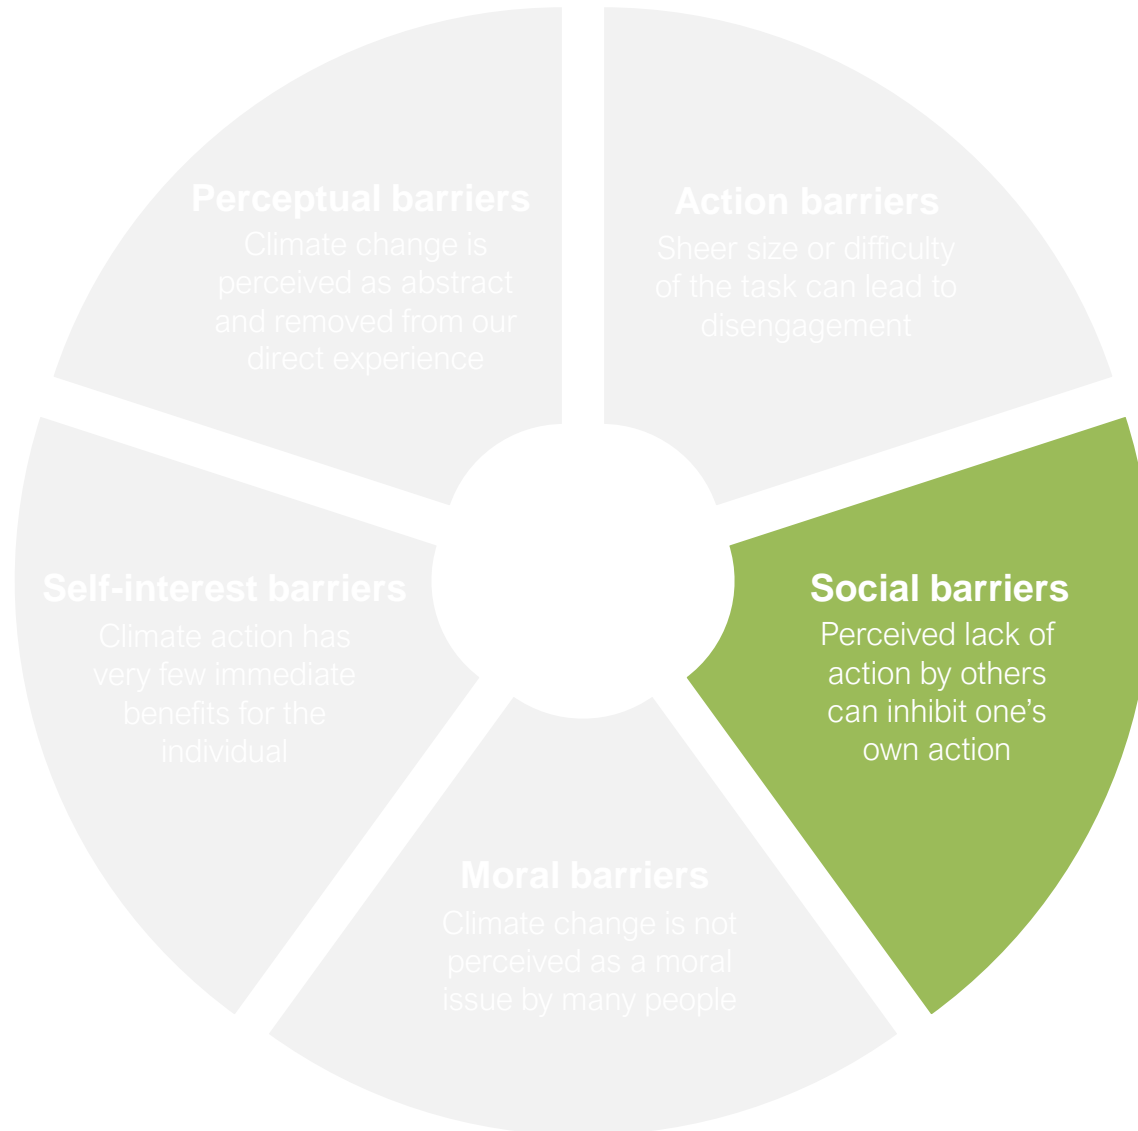 Perceptual barriers
Climate change is
perceived as abstract
and removed from our
direct experience
Action barriers
Sheer size or difficulty
of the task can lead to
disengagement
Self-interest barriers
Climate action has
very few immediate
benefits for the
individual
Social barriers
Perceived lack of
action by others
can inhibit one’s
own action
Moral barriers
Climate change is not
perceived as a moral
issue by many people